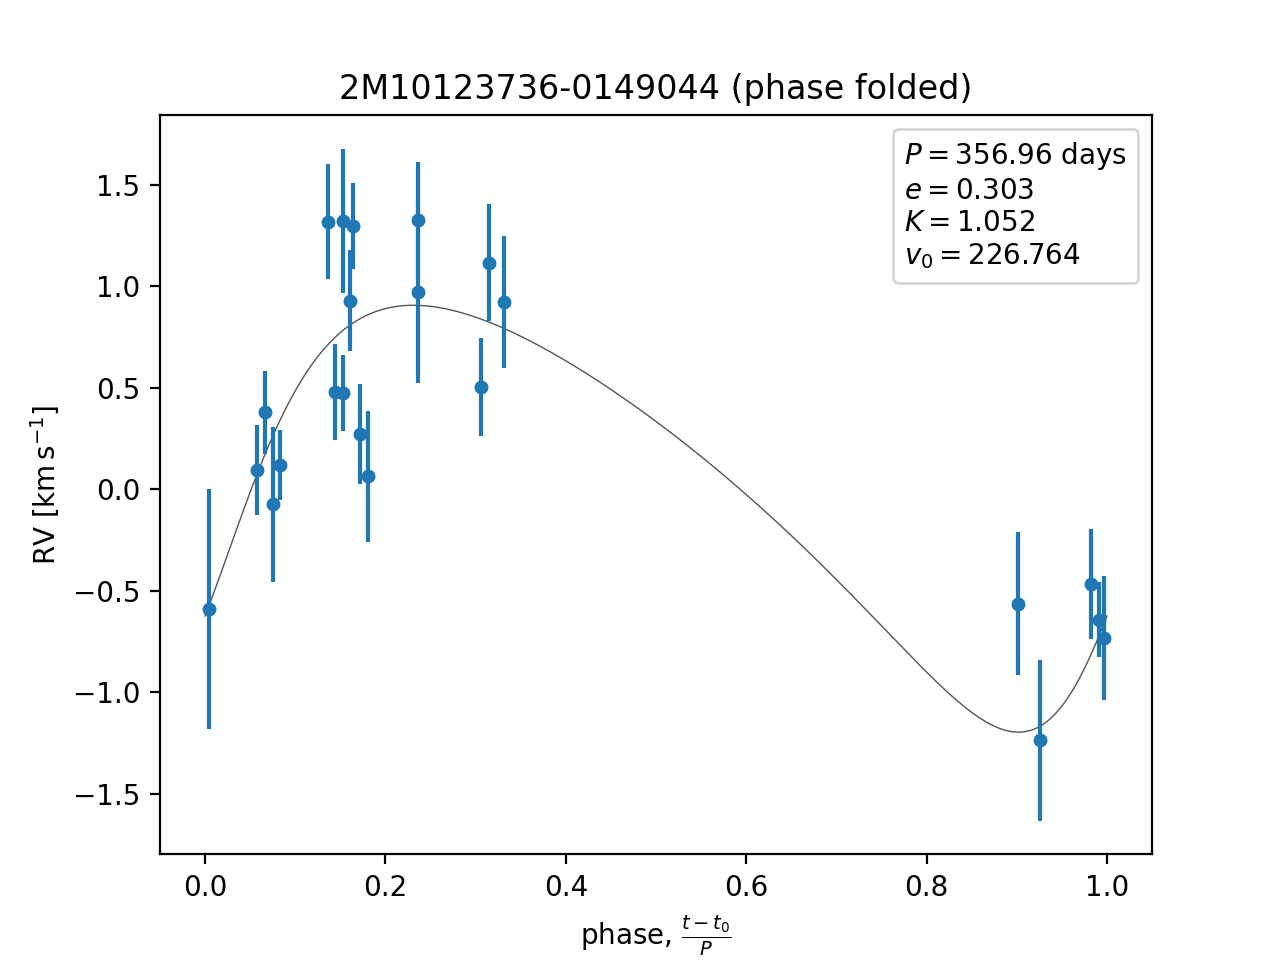 2M10123736-0149044 (phase folded)
P = 356.96 days
e = 0.303
K = 1.052
v₀ = 226.764
1.5
1.0
0.5
0.0
−0.5
−1.0
−1.5
RV [km s⁻¹]
0.0 0.2 0.4 0.6 0.8 1.0
phase, (t − t₀)/P